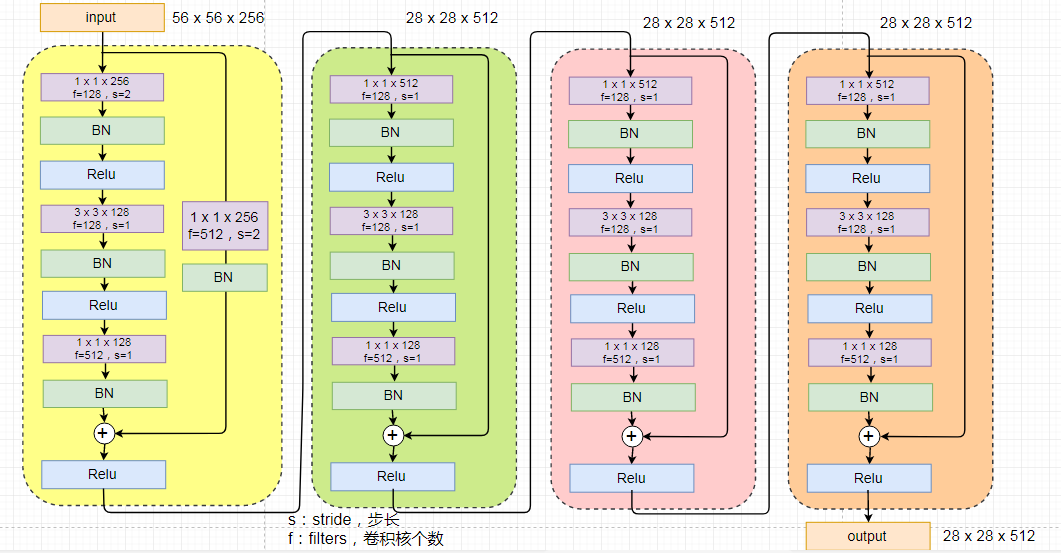 input
56 x 56 x 256
1 x 1 x 256
f=128，s=2
BN
Relu
3 x 3 x 128
f=128，s=1
BN
Relu
1 x 1 x 128
f=512，s=1
BN
+
Relu
1 x 1 x 256
f=512，s=2
BN
28 x 28 x 512
1 x 1 x 512
f=128，s=1
BN
Relu
3 x 3 x 128
f=128，s=1
BN
Relu
1 x 1 x 128
f=512，s=1
BN
+
Relu
28 x 28 x 512
1 x 1 x 512
f=128，s=1
BN
Relu
3 x 3 x 128
f=128，s=1
BN
Relu
1 x 1 x 128
f=512，s=1
BN
+
Relu
28 x 28 x 512
1 x 1 x 512
f=128，s=1
BN
Relu
3 x 3 x 128
f=128，s=1
BN
Relu
1 x 1 x 128
f=512，s=1
BN
+
Relu
output
28 x 28 x 512
s：stride，步长
f：filters，卷积核个数